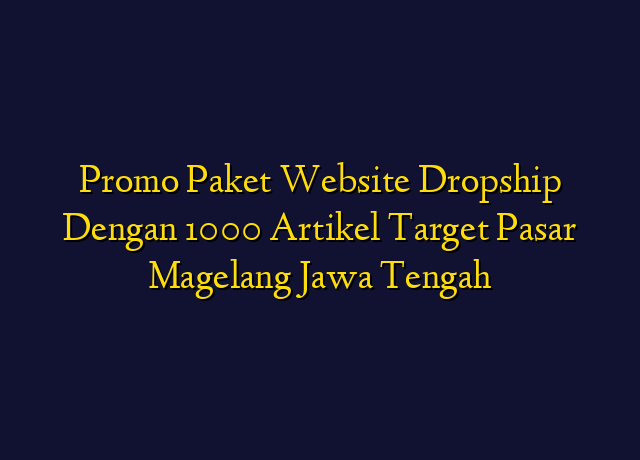 Promo Paket Website Dropship
Dengan 1000 Artikel Target Pasar
Magelang Jawa Tengah